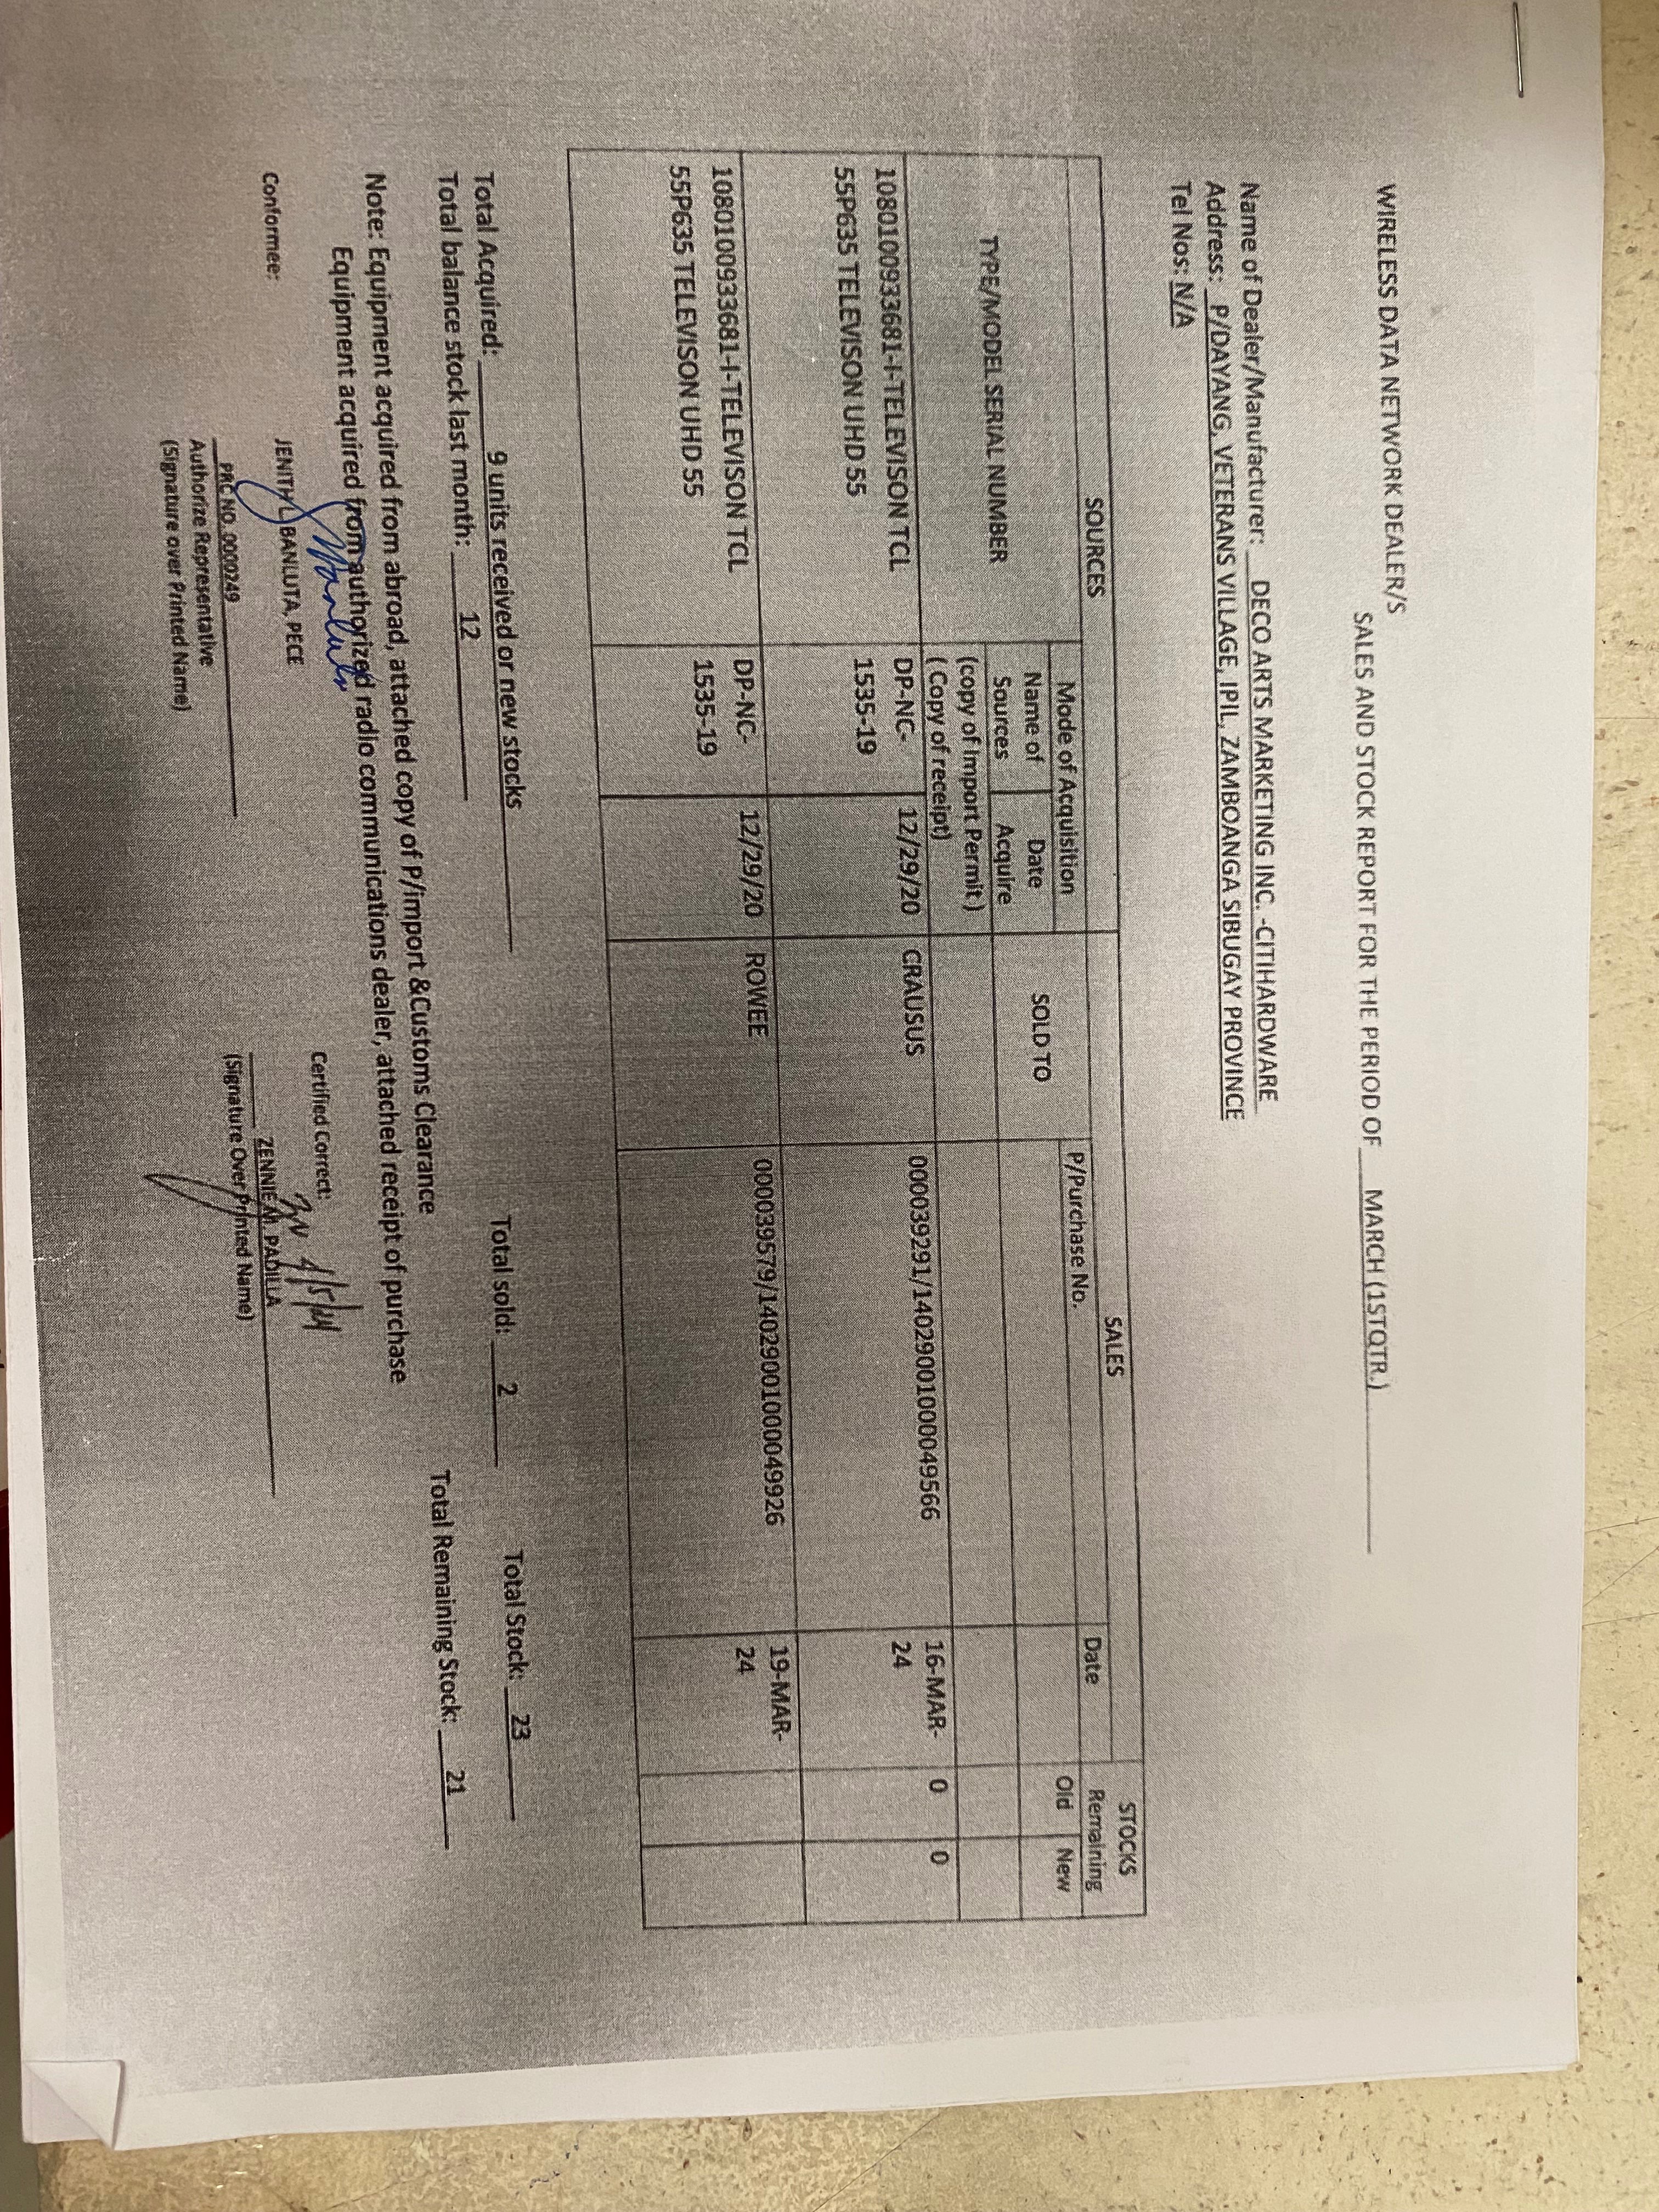 WIRELESS DATA NETWORK DEALER/S
SALES AND STOCK REPORT FOR THE PERIOD OF MARCH (1STQTR.)
Name of Dealer/Manufacturer: DECO ARTS MARKETING INC. -CITIHARDWARE
Address: P/DAYANG, VETERANS VILLAGE, IPIL, ZAMBOANGA SIBUGAY PROVINCE
Tel Nos: N/A
SOURCES SALES STOCKS
TYPE/MODEL SERIAL NUMBER Mode of Acquisition SOLD TO P/Purchase No. Date Remaining
Name of Sources Date Acquire Old New
(copy of Import Permit )
( Copy of receipt)
1080100933681-I-TELEVISON TCL DP-NC- 12/29/20 CRAUSUS 000039291/14029001000049566 16-MAR- 0 0
55P635 TELEVISON UHD 55 1535-19 24
1080100933681-I-TELEVISON TCL DP-NC- 12/29/20 ROWEE 000039579/14029001000049926 19-MAR-
55P635 TELEVISON UHD 55 1535-19 24
Total Acquired: 9 units received or new stocks Total sold: 2 Total Stock: 23
Total balance stock last month: 12 Total Remaining Stock: 21
Note: Equipment acquired from abroad, attached copy of P/import &Customs Clearance
Equipment acquired from authorized radio communications dealer, attached receipt of purchase
Conformee: Certified Correct:
JENITH L BANLUTA, PECE ZENNIE M. PADILLA
PRC NO. 0000249 (Signature Over Printed Name)
Authorize Representative
(Signature over Printed Name)